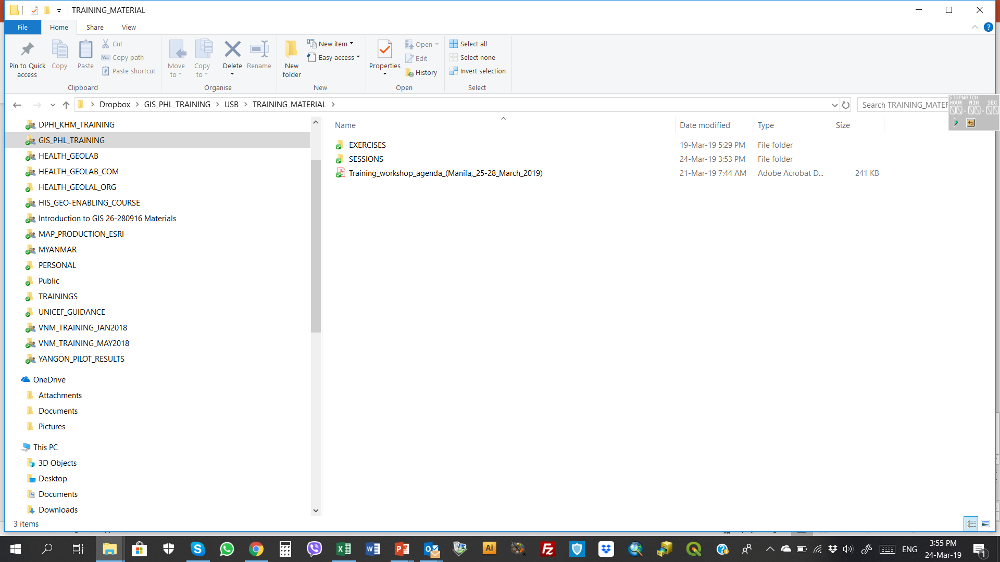 TRAINING_MATERIAL
File Home Share View
Pin to Quick access
Copy
Paste
Cut
Copy path
Paste shortcut
Clipboard
Move to
Copy to
Delete
Rename
Organise
New folder
New item
Easy access
New
Properties
Open
Edit
History
Open
Select all
Select none
Invert selection
Select
Dropbox GIS_PHL_TRAINING USB TRAINING_MATERIAL
Search TRAINING_MATER
STOPWATCH
HOUR MIN SEC
00:00:00
DPHI_KHM_TRAINING
GIS_PHL_TRAINING
HEALTH_GEOLAB
HEALTH_GEOLAB_COM
HEALTH_GEOLAL_ORG
HIS_GEO-ENABLING_COURSE
Introduction to GIS 26-280916 Materials
MAP_PRODUCTION_ESRI
MYANMAR
PERSONAL
Public
TRAININGS
UNICEF_GUIDANCE
VNM_TRAINING_JAN2018
VNM_TRAINING_MAY2018
YANGON_PILOT_RESULTS
OneDrive
Attachments
Documents
Pictures
This PC
3D Objects
Desktop
Documents
Downloads
Name Date modified Type Size
EXERCISES 19-Mar-19 5:29 PM File folder
SESSIONS 24-Mar-19 3:53 PM File folder
Training_workshop_agenda_(Manila,_25-28_March_2019) 21-Mar-19 7:44 AM Adobe Acrobat D... 241 KB
3 items
ENG
3:55 PM
24-Mar-19
1